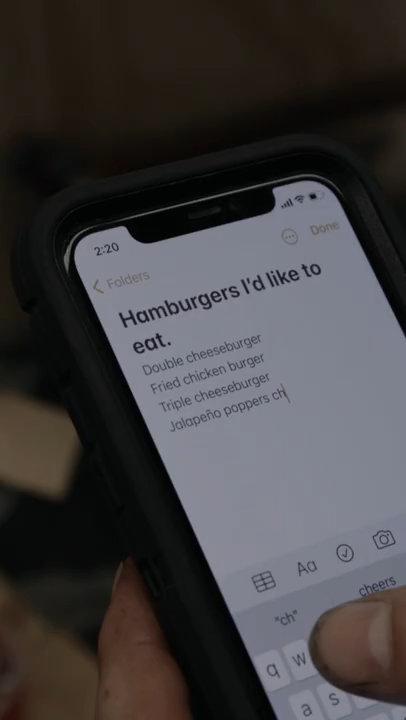 2:20
Folders
Done
Hamburgers I'd like to
eat.
Double cheeseburger
Fried chicken burger
Triple cheeseburger
Jalapeño poppers ch
Aa
"ch"
cheers
q w
a s